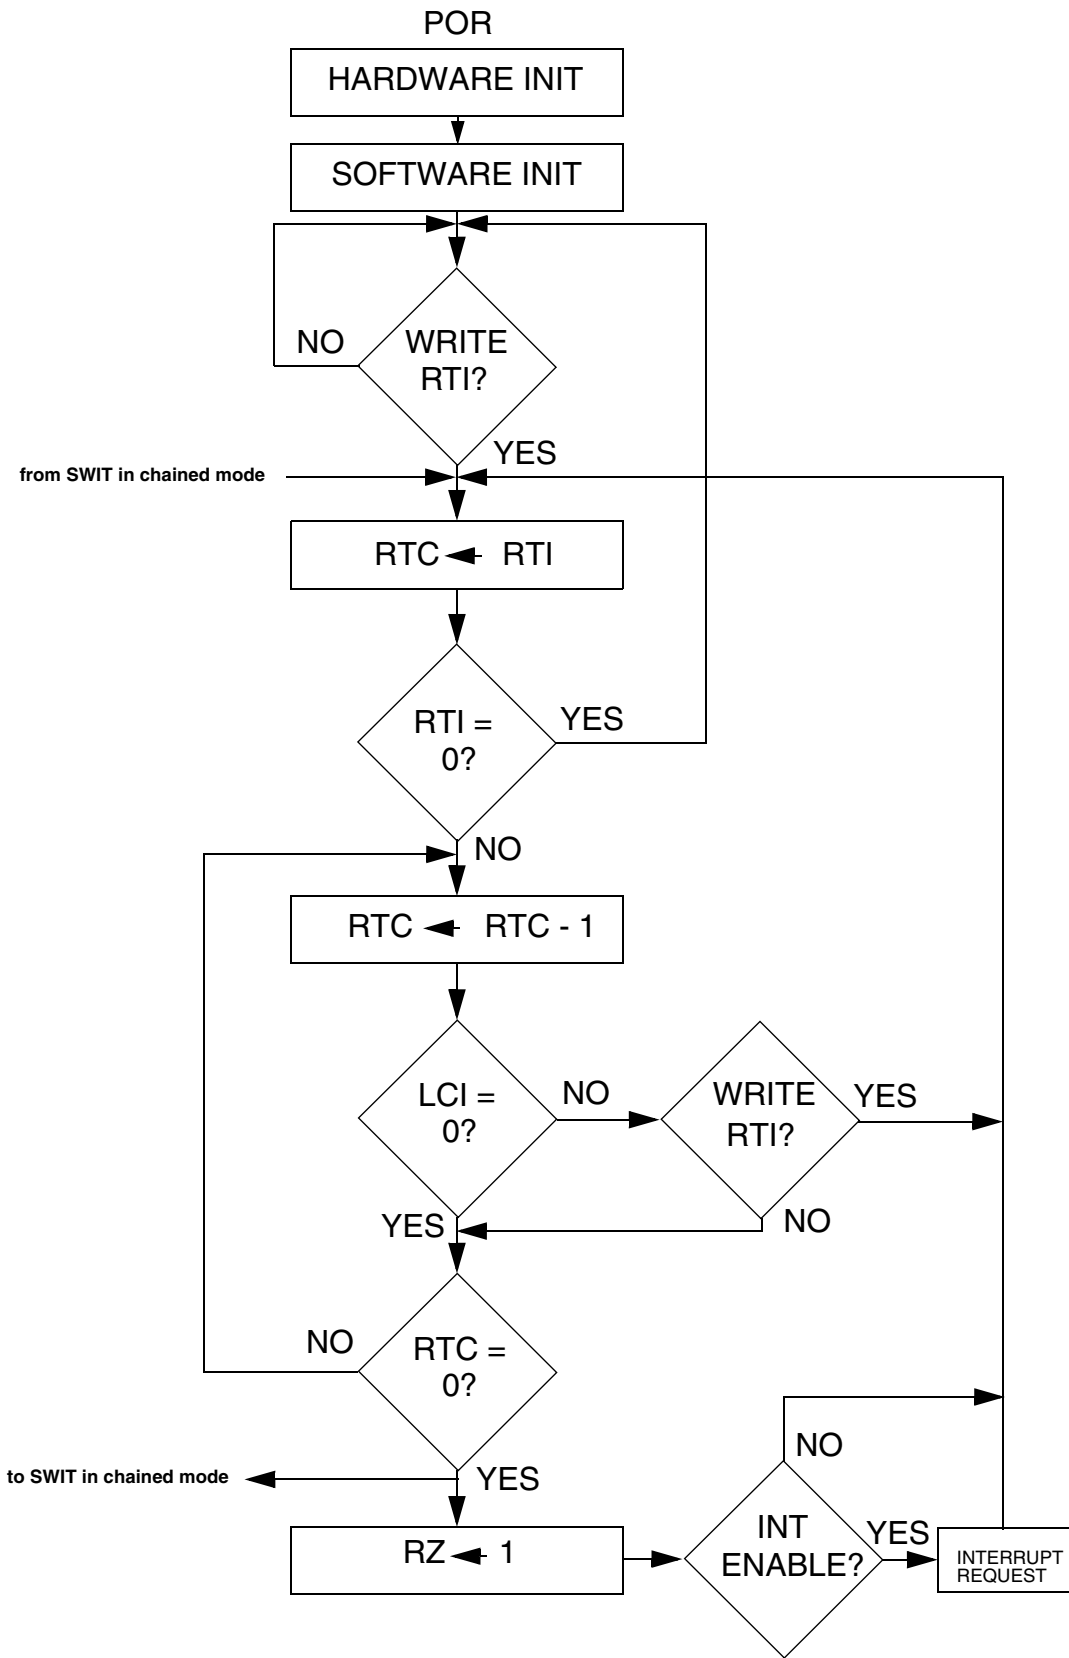 POR
HARDWARE INIT
SOFTWARE INIT
NO
WRITE
RTI?
YES
from SWIT in chained mode
RTC RTI
RTI =
0?
YES
NO
RTC RTC - 1
LCI =
0?
NO
WRITE
RTI?
YES
YES
NO
NO
RTC =
0?
NO
to SWIT in chained mode
YES
RZ 1
INT
ENABLE?
YES
INTERRUPT
REQUEST